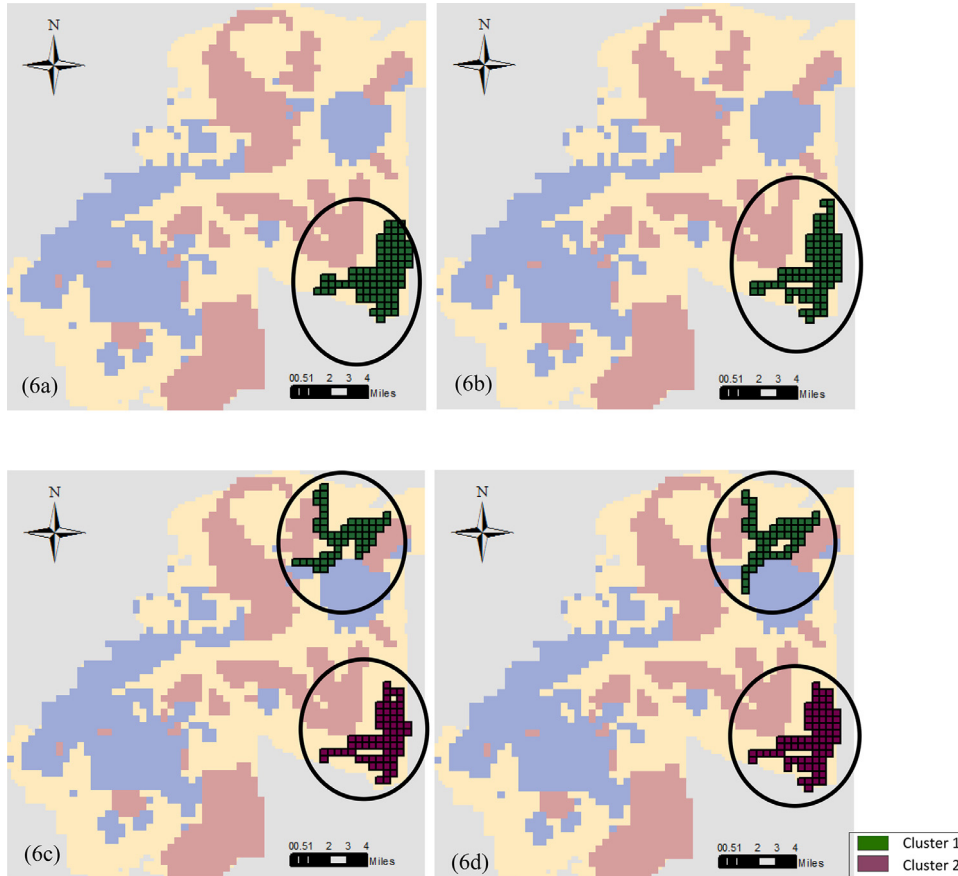 N
N
(6a)
00.51 2 3 4
Miles
(6b)
00.51 2 3 4
Miles
N
N
(6c)
00.51 2 3 4
Miles
(6d)
00.51 2 3 4
Miles
Cluster 1
Cluster 2